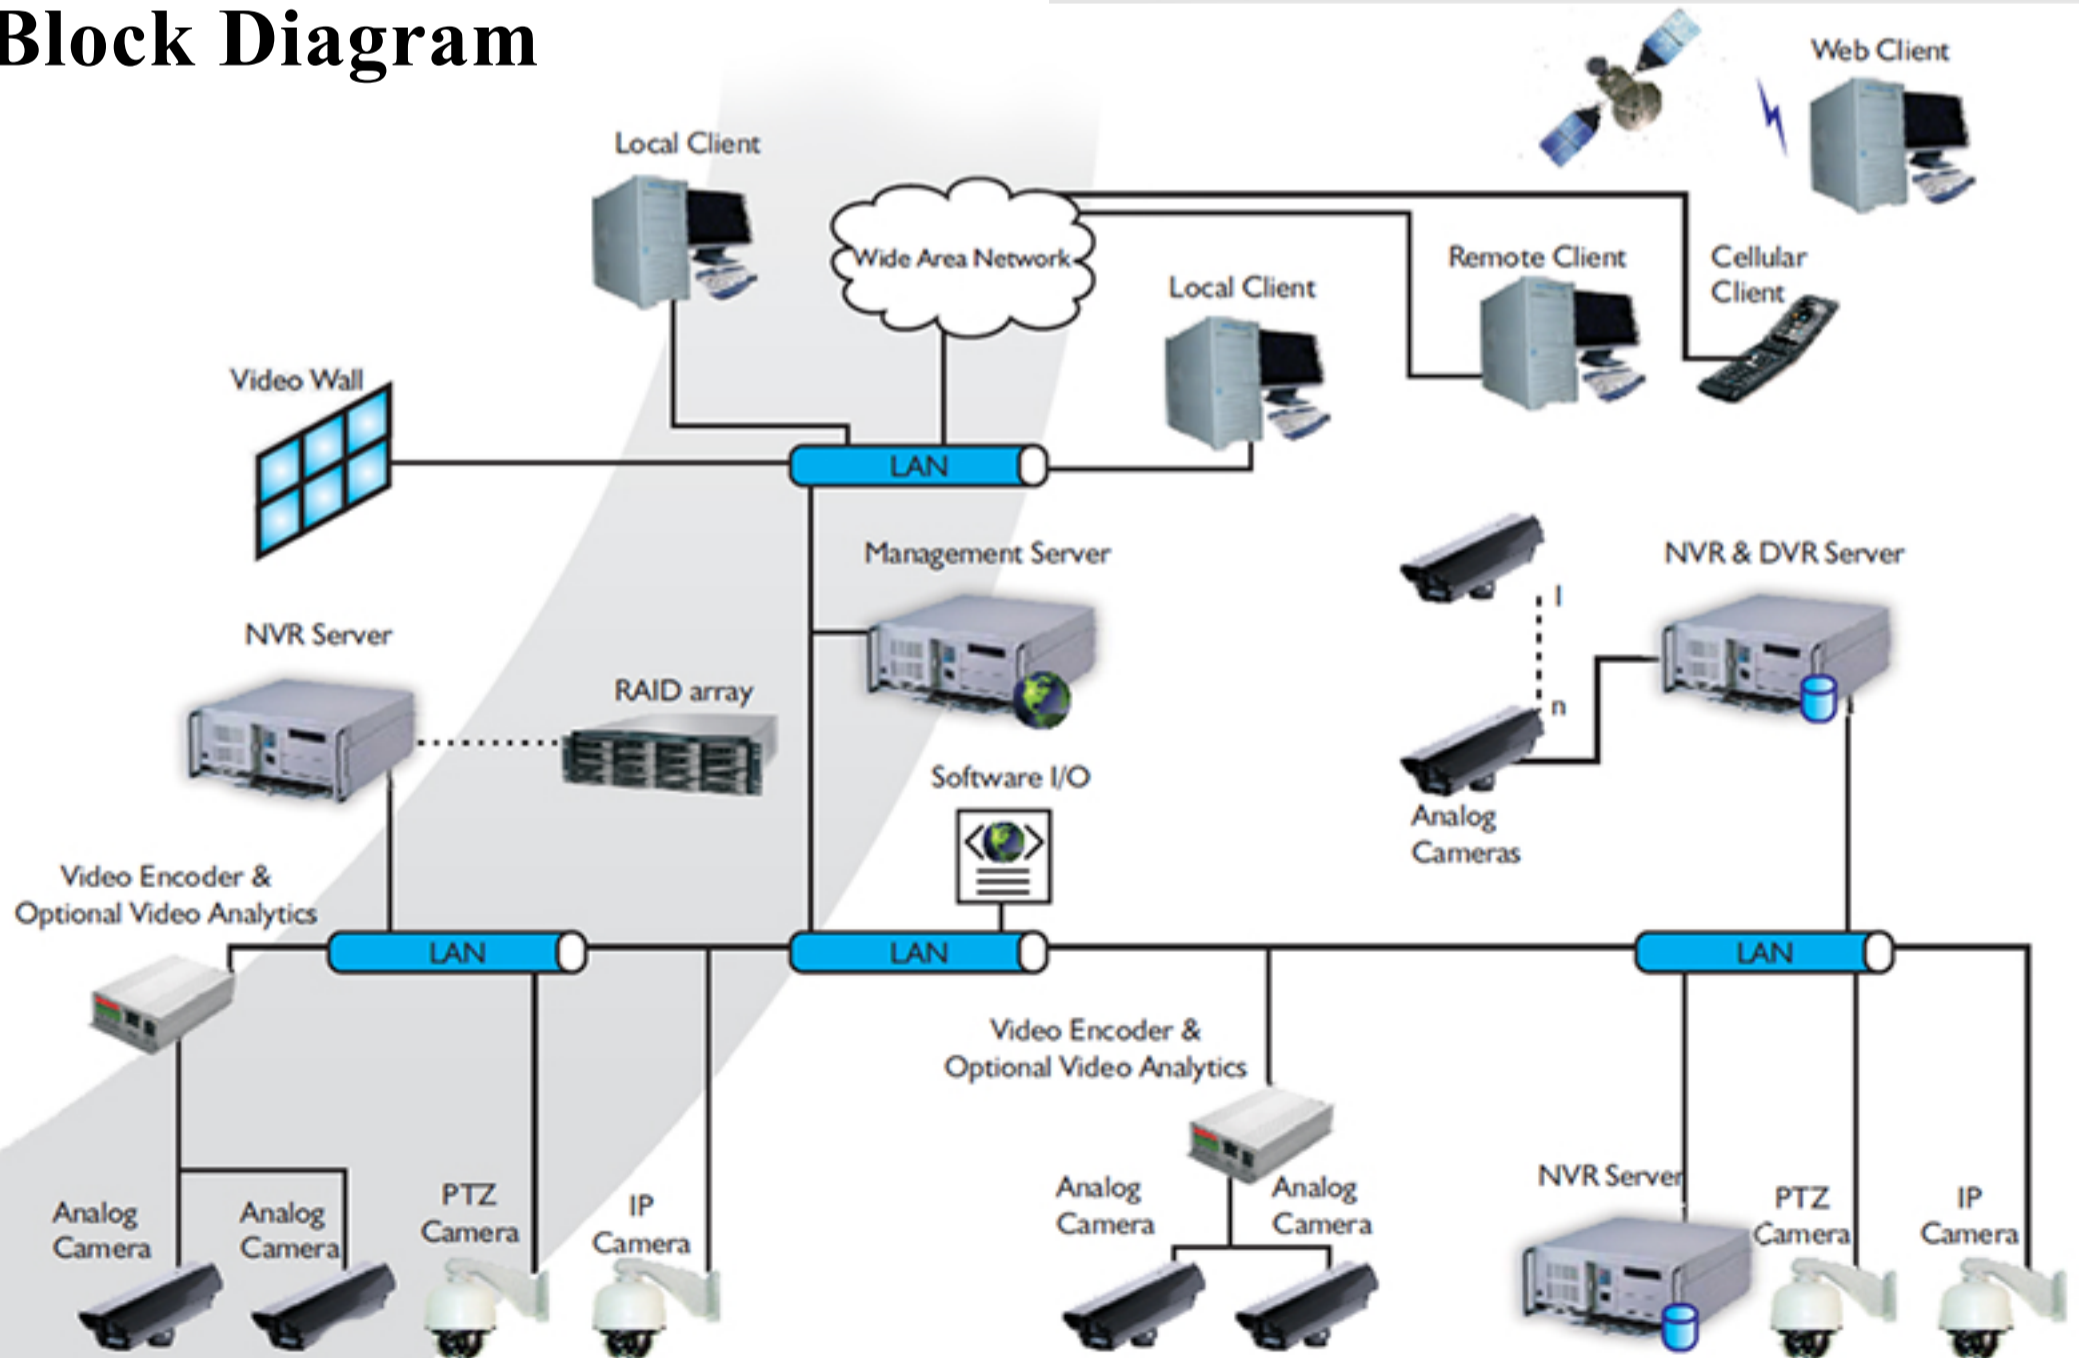 Block Diagram
Web Client
Local Client
Wide Area Network
Remote Client
Cellular
Client
Local Client
Video Wall
LAN
Management Server
NVR & DVR Server
1
NVR Server
RAID array
n
Software I/O
Analog
Cameras
Video Encoder &
Optional Video Analytics
LAN
LAN
LAN
Video Encoder &
Optional Video Analytics
Analog
Camera
Analog
Camera
PTZ
Camera
IP
Camera
Analog
Camera
Analog
Camera
NVR Server
PTZ
Camera
IP
Camera